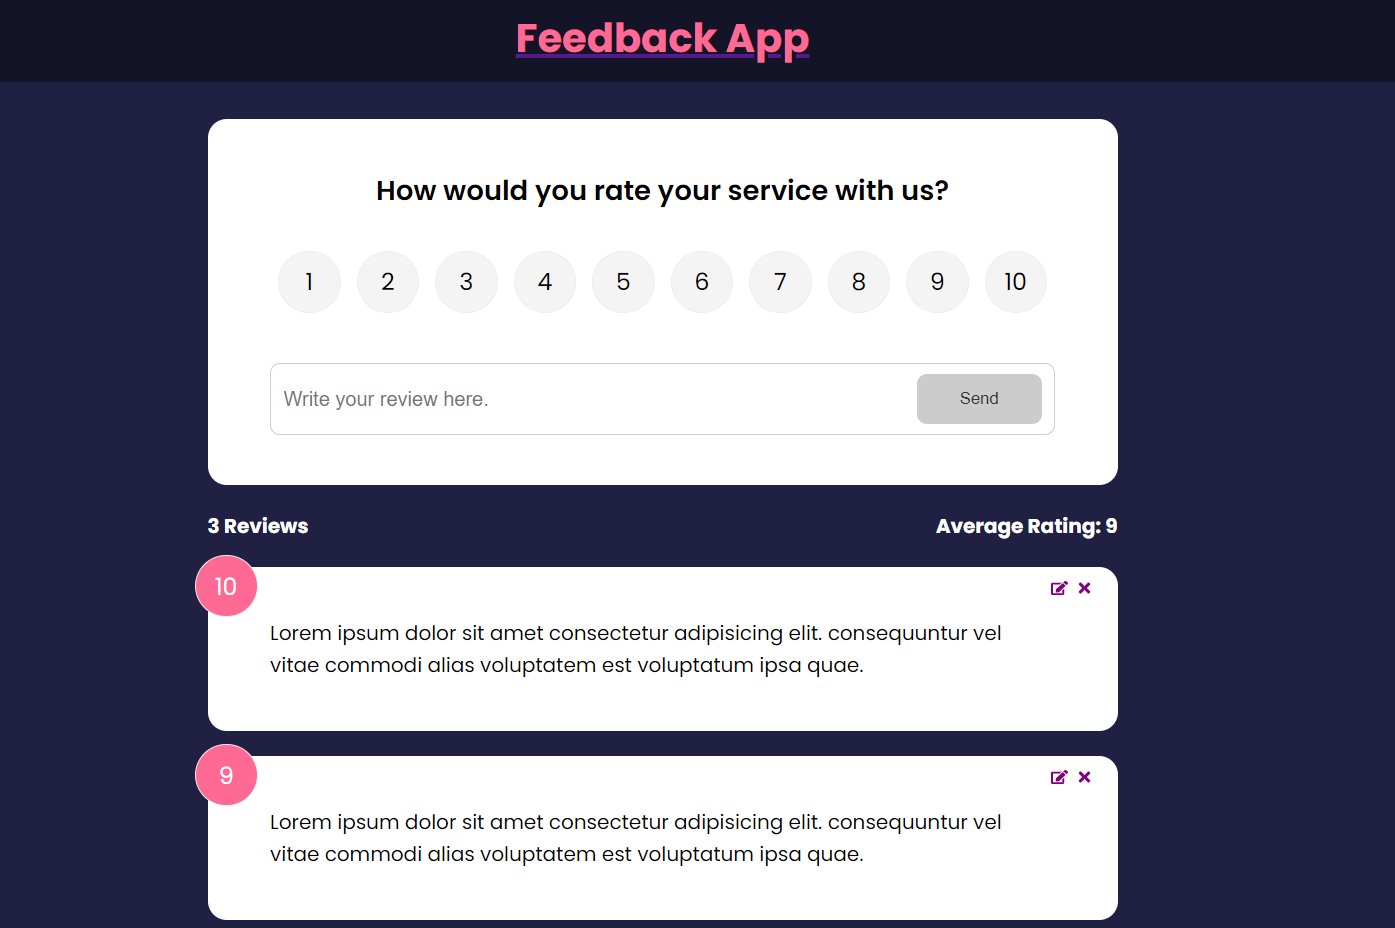 Feedback App
How would you rate your service with us?
1 2 3 4 5 6 7 8 9 10
Write your review here.
Send
3 Reviews
Average Rating: 9
10
Lorem ipsum dolor sit amet consectetur adipisicing elit. consequuntur vel
vitae commodi alias voluptatem est voluptatum ipsa quae.
9
Lorem ipsum dolor sit amet consectetur adipisicing elit. consequuntur vel
vitae commodi alias voluptatem est voluptatum ipsa quae.